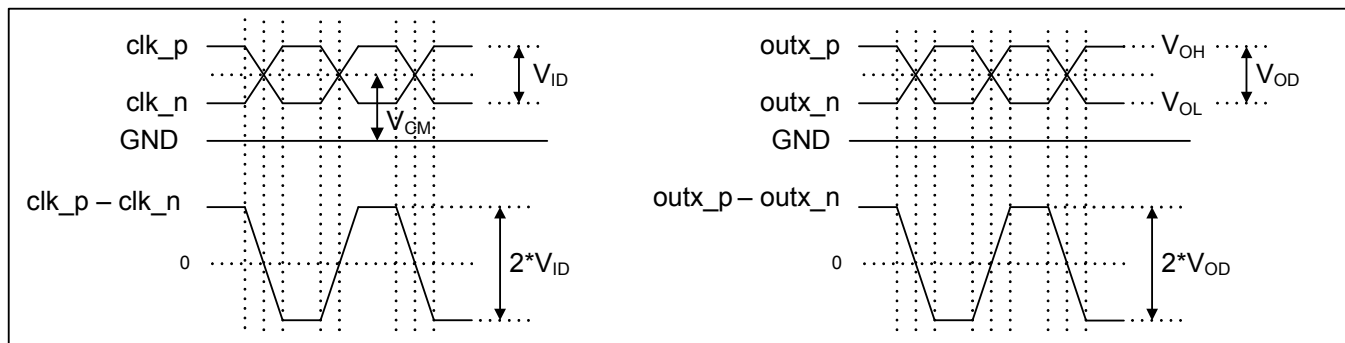 clk_p
V_ID
clk_n
V_CM
GND
clk_p – clk_n
0
2*V_ID
outx_p
V_OH
V_OD
outx_n
V_OL
GND
outx_p – outx_n
0
2*V_OD